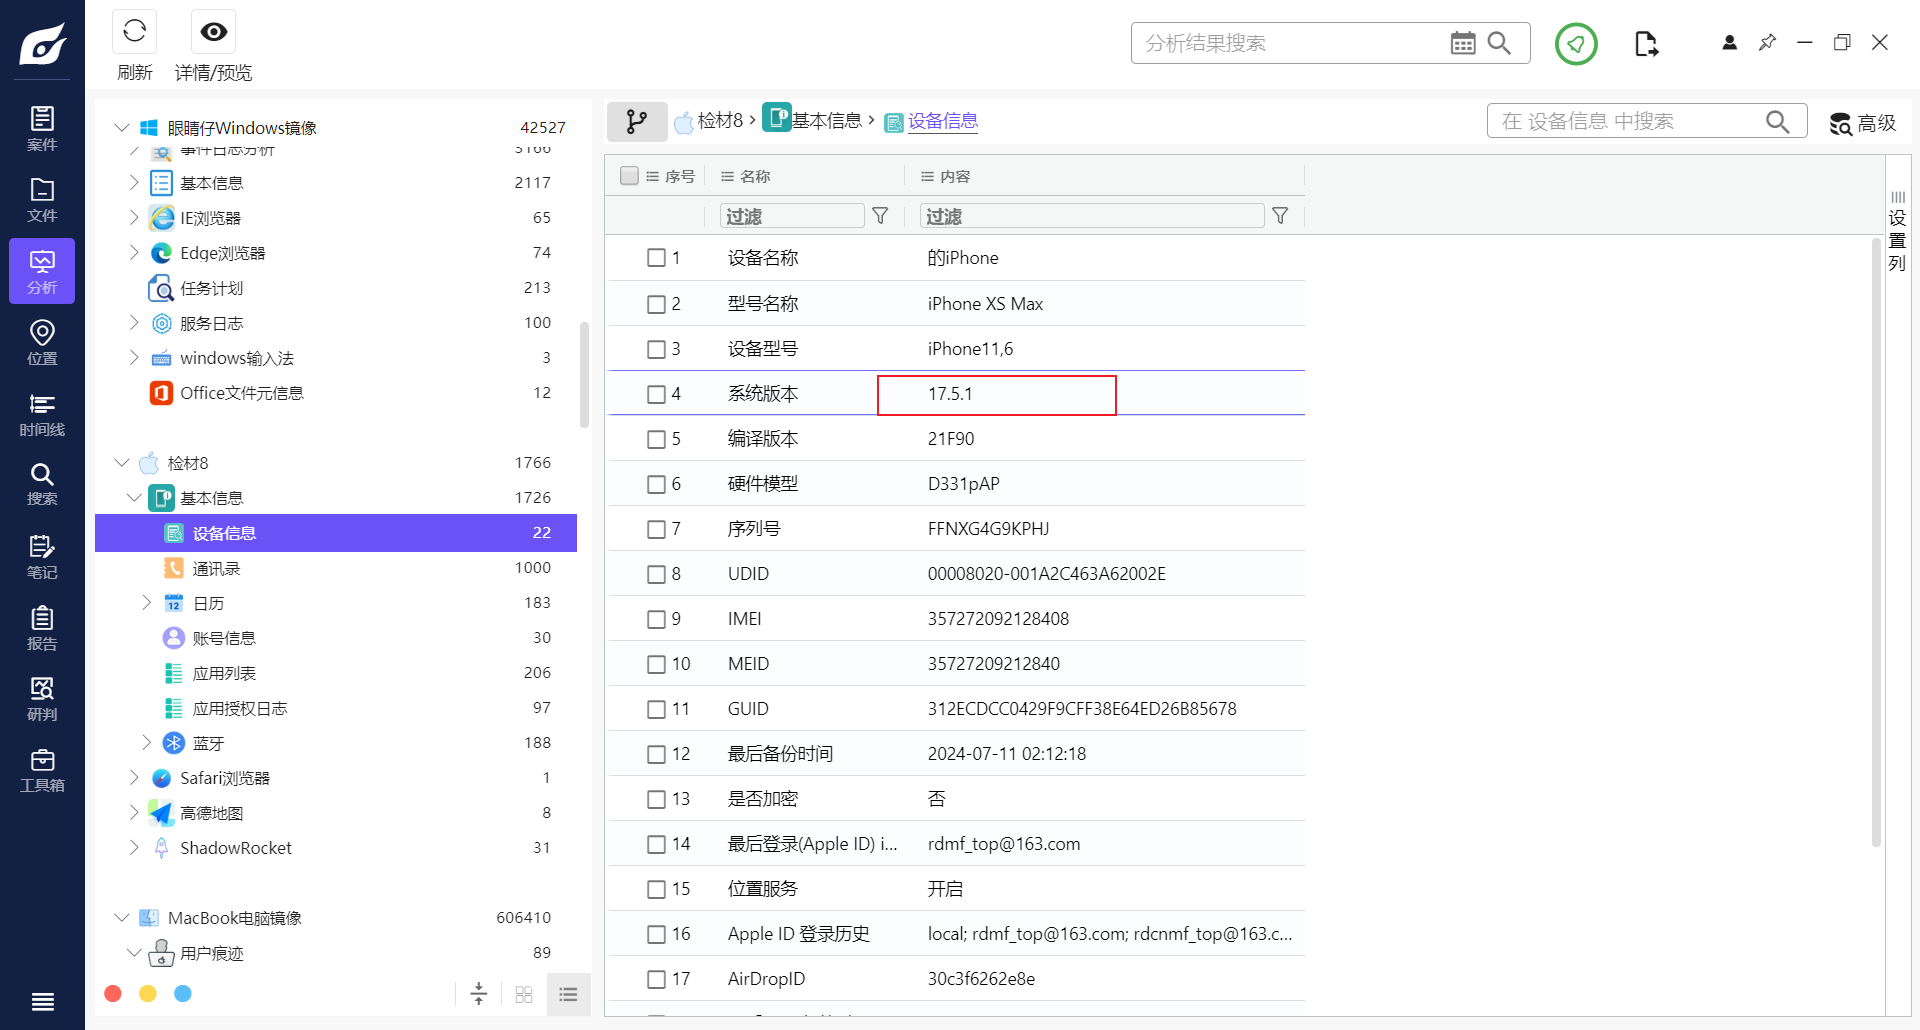 刷新
详情/预览
分析结果搜索
案件
文件
分析
位置
时间线
搜索
笔记
报告
研判
工具箱
眼睛仔Windows镜像 42527
事件日志分析 3166
基本信息 2117
IE浏览器 65
Edge浏览器 74
任务计划 213
服务日志 100
windows输入法 3
Office文件元信息 12
检材8 1766
基本信息 1726
设备信息 22
通讯录 1000
日历 183
账号信息 30
应用列表 206
应用授权日志 97
蓝牙 188
Safari浏览器 1
高德地图 8
ShadowRocket 31
MacBook电脑镜像 606410
用户痕迹 89
检材8 > 基本信息 > 设备信息
在 设备信息 中搜索
高级
序号 名称 内容
过滤 过滤
1 设备名称 的iPhone
2 型号名称 iPhone XS Max
3 设备型号 iPhone11,6
4 系统版本 17.5.1
5 编译版本 21F90
6 硬件模型 D331pAP
7 序列号 FFNXG4G9KPHJ
8 UDID 00008020-001A2C463A62002E
9 IMEI 357272092128408
10 MEID 35727209212840
11 GUID 312ECDCC0429F9CFF38E64ED26B85678
12 最后备份时间 2024-07-11 02:12:18
13 是否加密 否
14 最后登录(Apple ID) i... rdmf_top@163.com
15 位置服务 开启
16 Apple ID 登录历史 local; rdmf_top@163.com; rdcnmf_top@163.c...
17 AirDropID 30c3f6262e8e
设置列